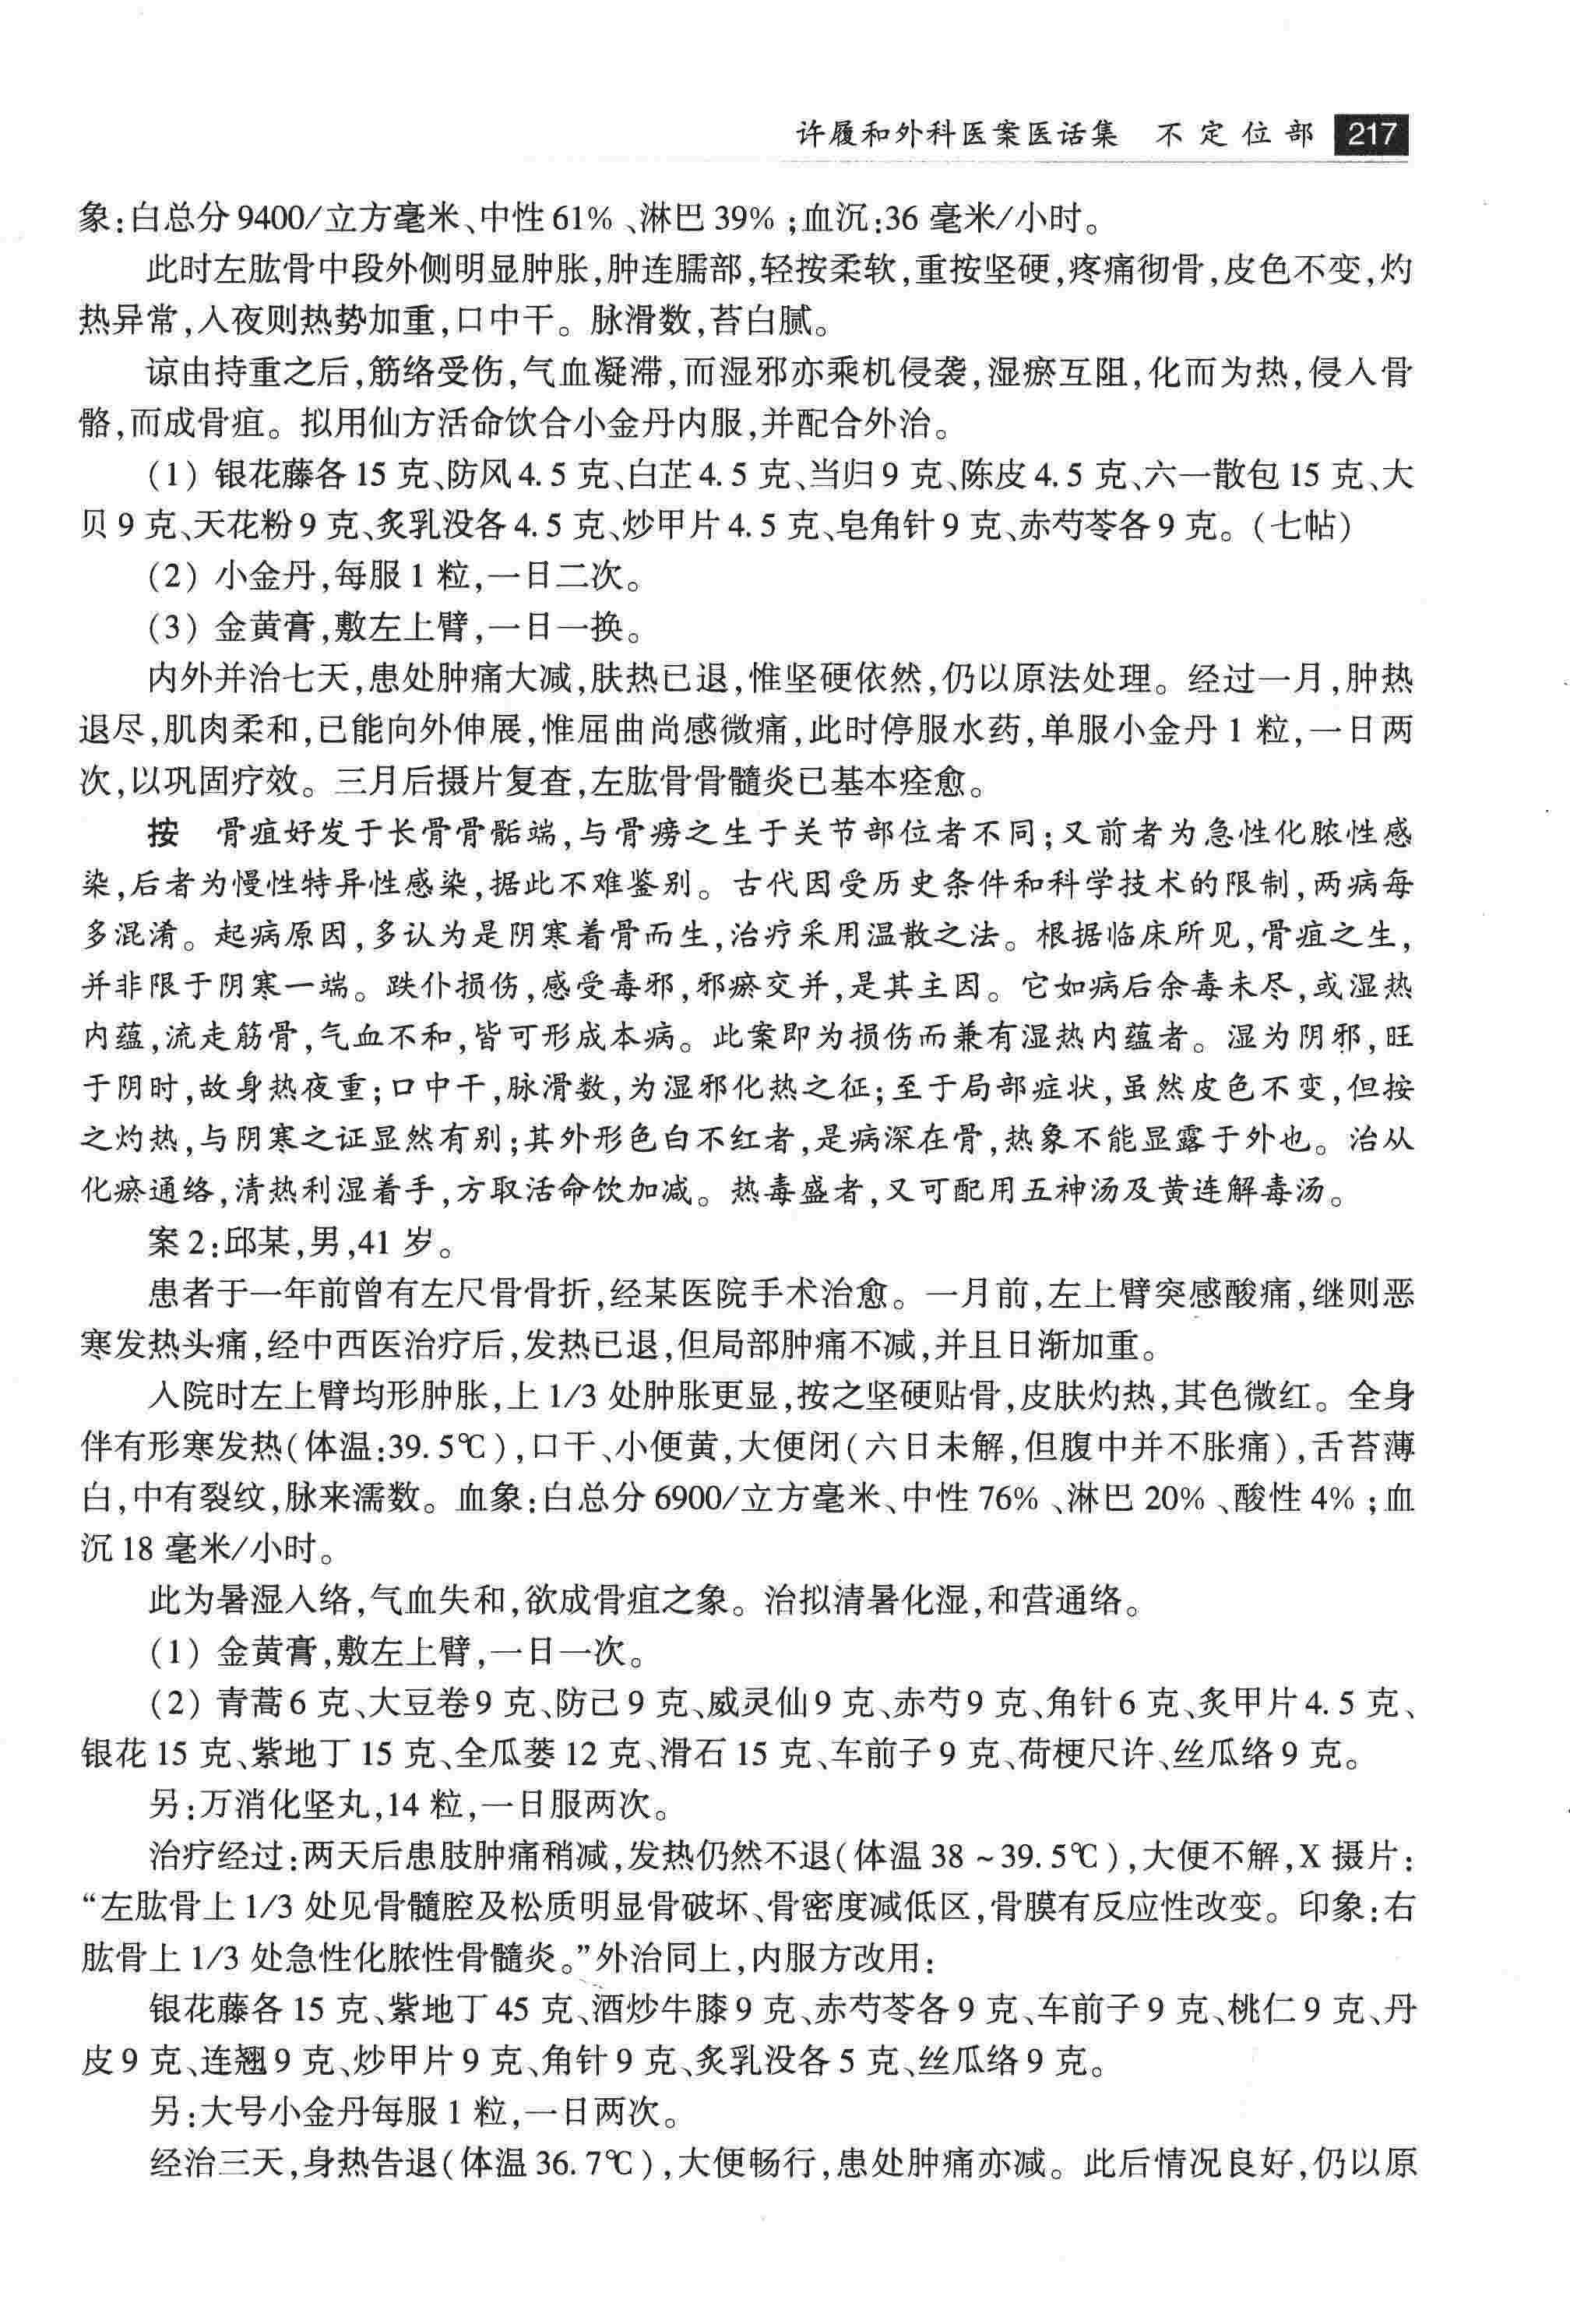 许履和外科医案医话集 不定位部 217
象:白总分9400/立方毫米、中性61%、淋巴39%;血沉:36毫米/小时。
此时左肱骨中段外侧明显肿胀,肿连臑部,轻按柔软,重按坚硬,疼痛彻骨,皮色不变,灼
热异常,入夜则热势加重,口中干。脉滑数,苔白腻。
谅由持重之后,筋络受伤,气血凝滞,而湿邪亦乘机侵袭,湿瘀互阻,化而为热,侵入骨
骼,而成骨疽。拟用仙方活命饮合小金丹内服,并配合外治。
(1) 银花藤各15克、防风4.5克、白芷4.5克、当归9克、陈皮4.5克、六一散包15克、大
贝9克、天花粉9克、炙乳没各4.5克、炒甲片4.5克、皂角针9克、赤芍苓各9克。(七帖)
(2) 小金丹,每服1粒,一日二次。
(3) 金黄膏,敷左上臂,一日一换。
内外并治七天,患处肿痛大减,肤热已退,惟坚硬依然,仍以原法处理。经过一月,肿热
退尽,肌肉柔和,已能向外伸展,惟屈曲尚感微痛,此时停服水药,单服小金丹1粒,一日两
次,以巩固疗效。三月后摄片复查,左肱骨骨髓炎已基本痊愈。
按 骨疽好发于长骨骨骺端,与骨痨之生于关节部位者不同;又前者为急性化脓性感
染,后者为慢性特异性感染,据此不难鉴别。古代因受历史条件和科学技术的限制,两病每
多混淆。起病原因,多认为是阴寒着骨而生,治疗采用温散之法。根据临床所见,骨疽之生,
并非限于阴寒一端。跌仆损伤,感受毒邪,邪瘀交并,是其主因。它如病后余毒未尽,或湿热
内蕴,流走筋骨,气血不和,皆可形成本病。此案即为损伤而兼有湿热内蕴者。湿为阴邪,旺
于阴时,故身热夜重;口中干,脉滑数,为湿邪化热之征;至于局部症状,虽然皮色不变,但按
之灼热,与阴寒之证显然有别;其外形色白不红者,是病深在骨,热象不能显露于外也。治从
化瘀通络,清热利湿着手,方取活命饮加减。热毒盛者,又可配用五神汤及黄连解毒汤。
案2:邱某,男,41岁。
患者于一年前曾有左尺骨骨折,经某医院手术治愈。一月前,左上臂突感酸痛,继则恶
寒发热头痛,经中西医治疗后,发热已退,但局部肿痛不减,并且日渐加重。
入院时左上臂均形肿胀,上1/3处肿胀更显,按之坚硬贴骨,皮肤灼热,其色微红。全身
伴有形寒发热(体温:39.5℃),口干、小便黄,大便闭(六日未解,但腹中并不胀痛),舌苔薄
白,中有裂纹,脉来濡数。血象:白总分6900/立方毫米、中性76%、淋巴20%、酸性4%;血
沉18毫米/小时。
此为暑湿入络,气血失和,欲成骨疽之象。治拟清暑化湿,和营通络。
(1) 金黄膏,敷左上臂,一日一次。
(2) 青蒿6克、大豆卷9克、防己9克、威灵仙9克、赤芍9克、角针6克、炙甲片4.5克、
银花15克、紫地丁15克、全瓜蒌12克、滑石15克、车前子9克、荷梗尺许、丝瓜络9克。
另:万消化坚丸,14粒,一日服两次。
治疗经过:两天后患肢肿痛稍减,发热仍然不退(体温38~39.5℃),大便不解,X摄片:
“左肱骨上1/3处见骨髓腔及松质明显骨破坏、骨密度减低区,骨膜有反应性改变。印象:右
肱骨上1/3处急性化脓性骨髓炎。”外治同上,内服方改用:
银花藤各15克、紫地丁45克、酒炒牛膝9克、赤芍苓各9克、车前子9克、桃仁9克、丹
皮9克、连翘9克、炒甲片9克、角针9克、炙乳没各5克、丝瓜络9克。
另:大号小金丹每服1粒,一日两次。
经治三天,身热告退(体温36.7℃),大便畅行,患处肿痛亦减。此后情况良好,仍以原